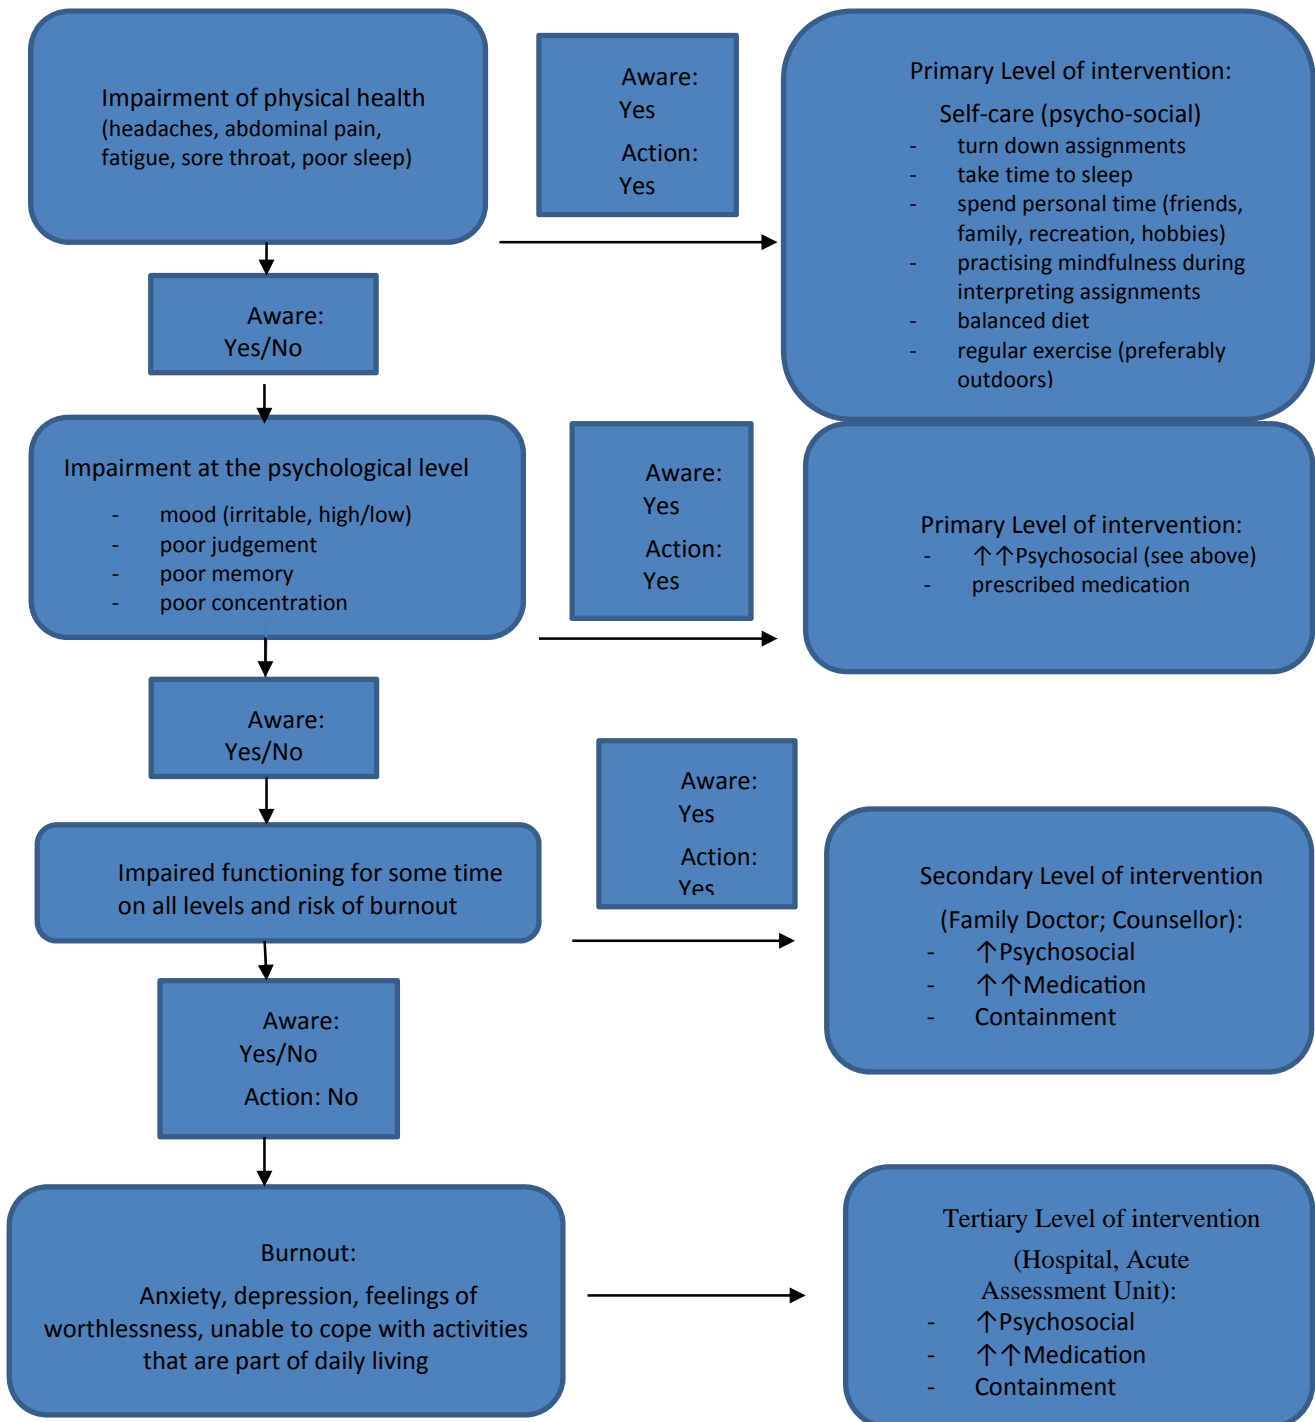 Impairment of physical health
(headaches, abdominal pain,
fatigue, sore throat, poor sleep)
Aware:
Yes
Action:
Yes
Primary Level of intervention:
Self-care (psycho-social)
- turn down assignments
- take time to sleep
- spend personal time (friends,
family, recreation, hobbies)
- practising mindfulness during
interpreting assignments
- balanced diet
- regular exercise (preferably
outdoors)
Aware:
Yes/No
Impairment at the psychological level
- mood (irritable, high/low)
- poor judgement
- poor memory
- poor concentration
Aware:
Yes
Action:
Yes
Primary Level of intervention:
- ↑↑Psychosocial (see above)
- prescribed medication
Aware:
Yes/No
Impaired functioning for some time
on all levels and risk of burnout
Aware:
Yes
Action:
Yes
Secondary Level of intervention
(Family Doctor; Counsellor):
- ↑Psychosocial
- ↑↑Medication
- Containment
Aware:
Yes/No
Action: No
Burnout:
Anxiety, depression, feelings of
worthlessness, unable to cope with activities
that are part of daily living
Tertiary Level of intervention
(Hospital, Acute
Assessment Unit):
- ↑Psychosocial
- ↑↑Medication
- Containment